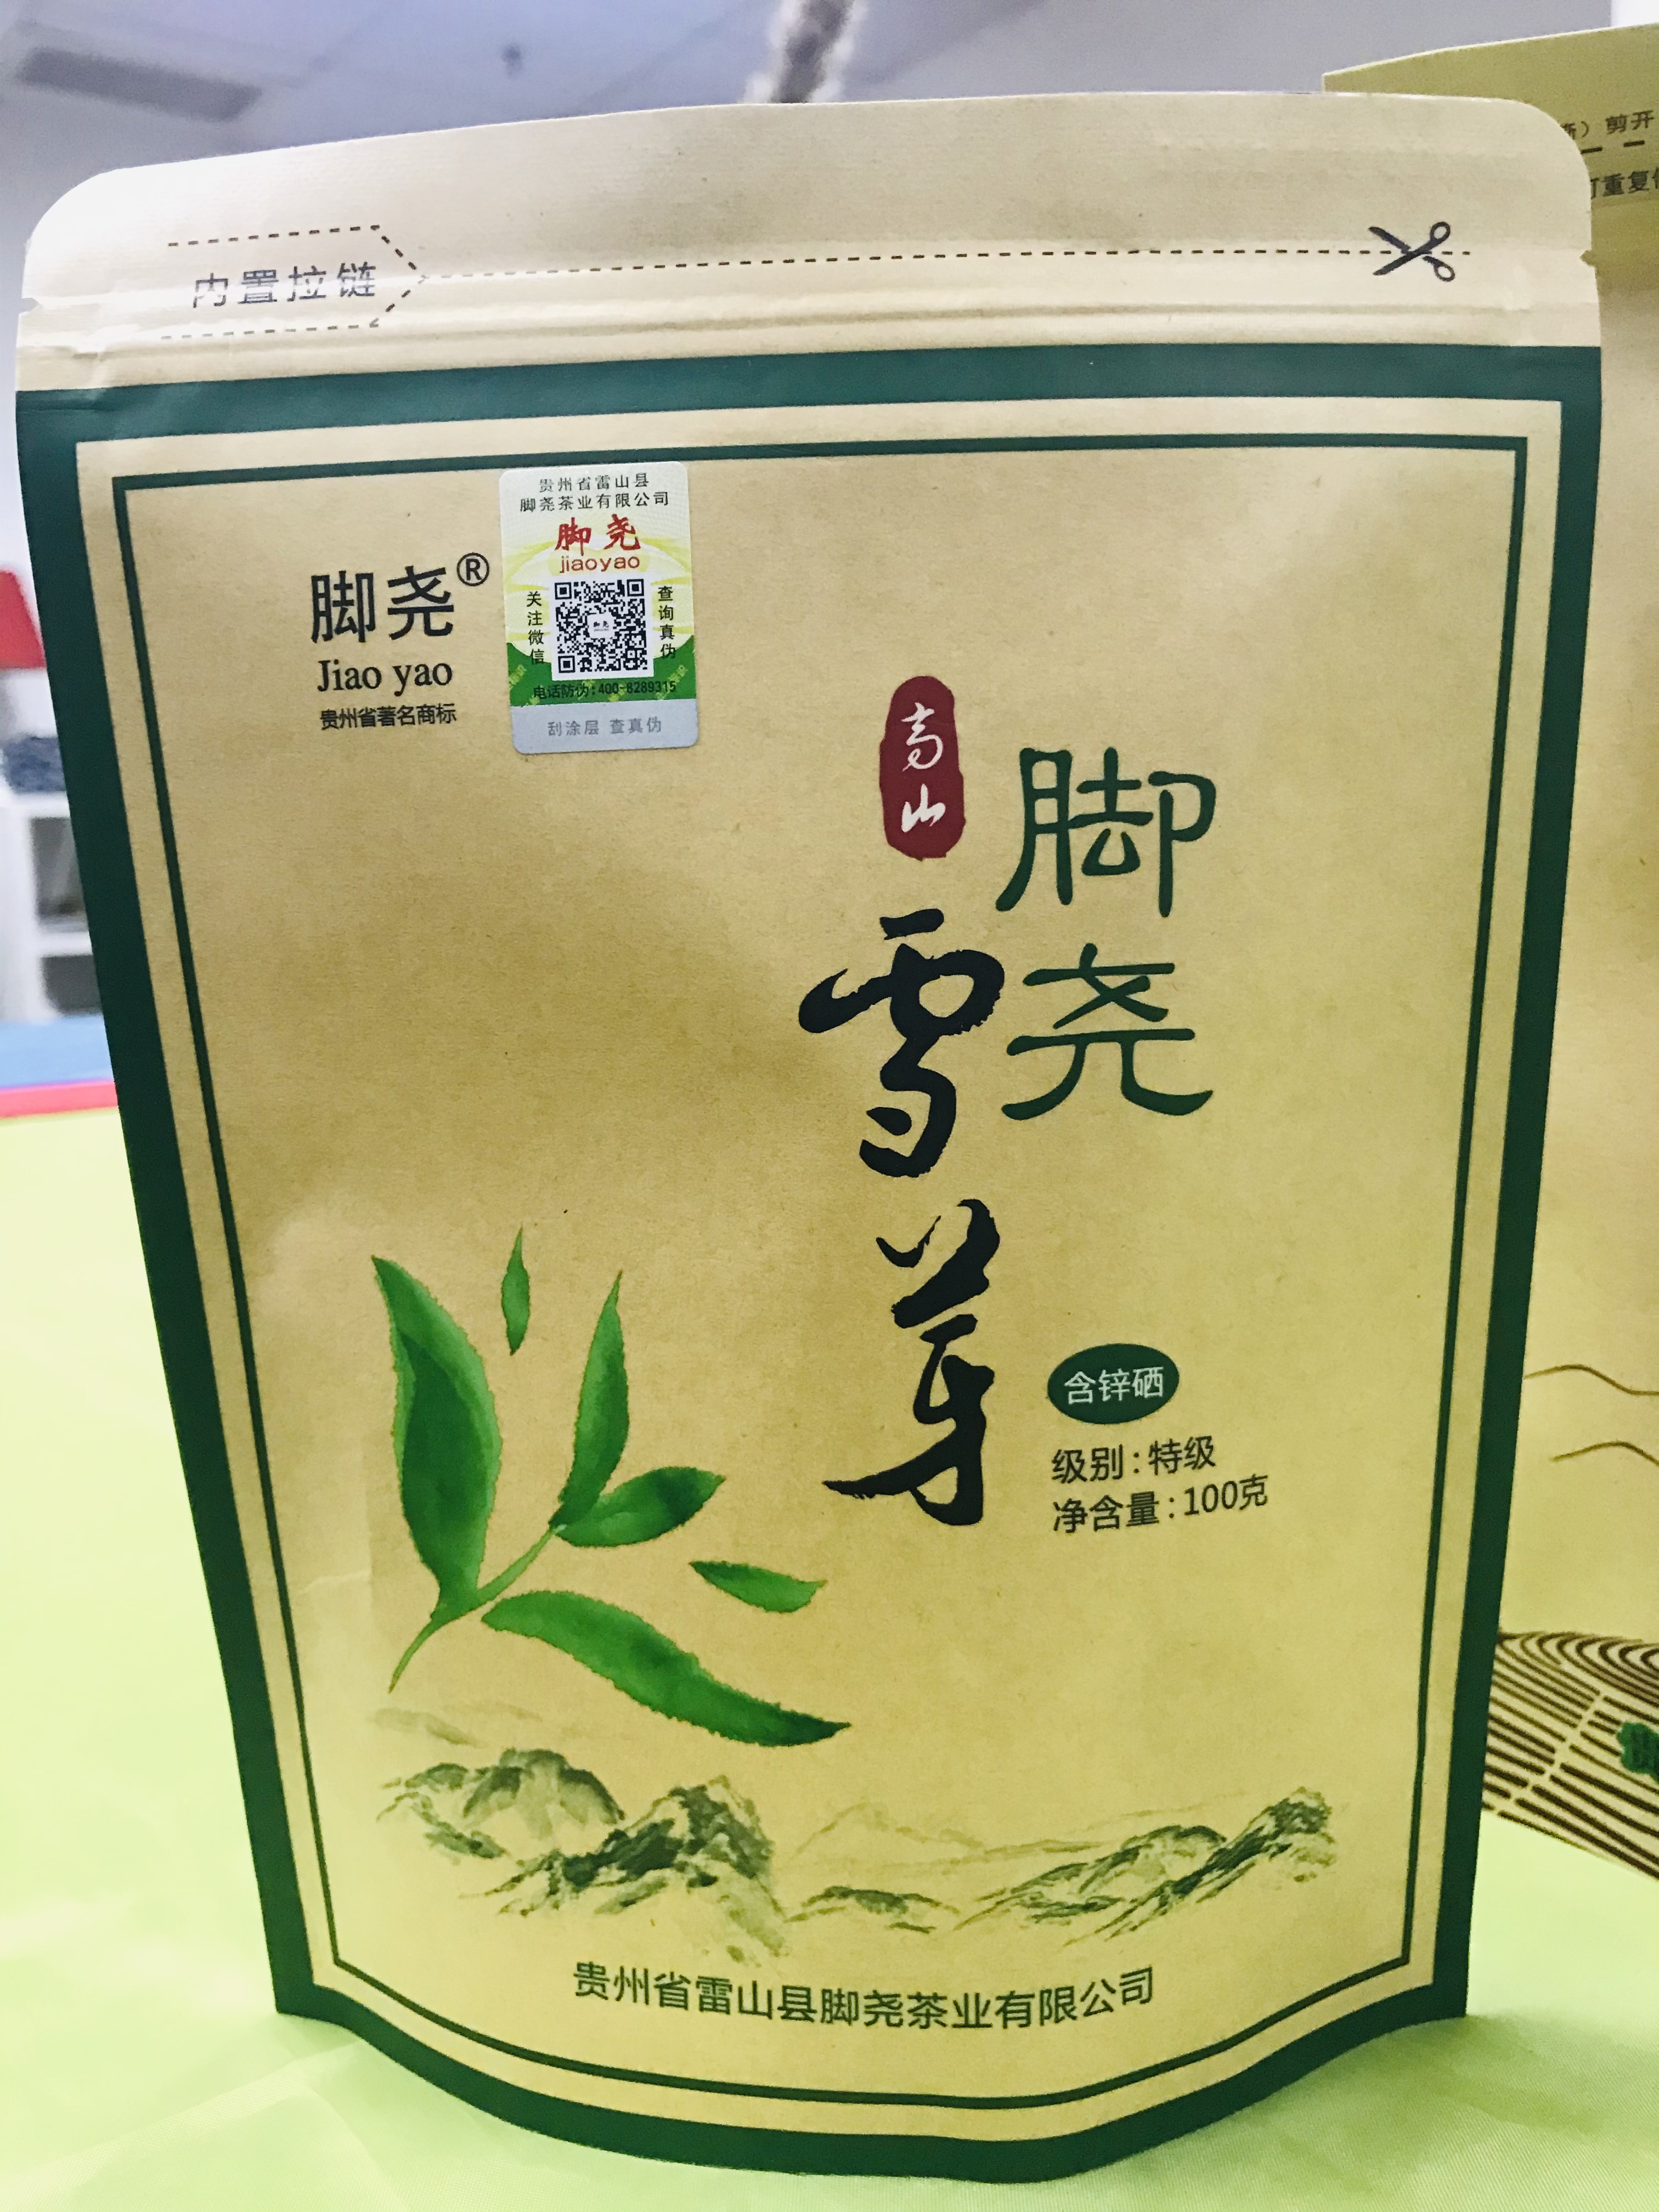 剪开
重复
内置拉链
贵州省雷山县
脚尧茶业有限公司
脚尧
jiaoyao
关注微信
查询真伪
电话防伪:400-8289315
刮涂层 查真伪
脚尧®
Jiao yao
贵州省著名商标
脚尧
高山
雪芽
含锌硒
级别:特级
净含量:100克
贵州省雷山县脚尧茶业有限公司